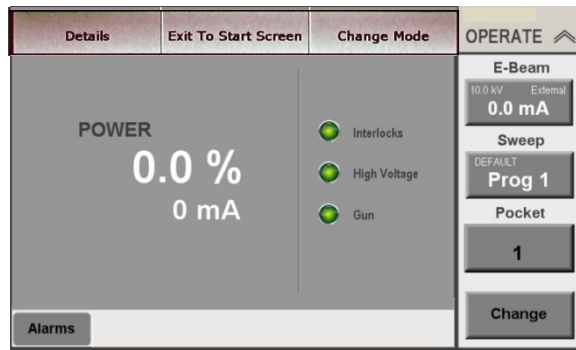 Details
Exit To Start Screen
Change Mode
OPERATE
POWER
0.0 %
0 mA
Interlocks
High Voltage
Gun
E-Beam
10.0 kV External
0.0 mA
Sweep
DEFAULT
Prog 1
Pocket
1
Change
Alarms